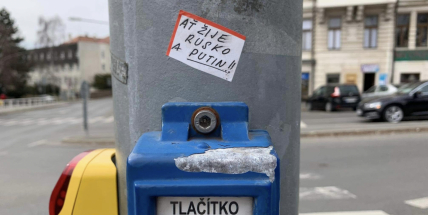 AŤ ŽIJE
RUSKO
A. PUTIN!!
TLAČÍTKO